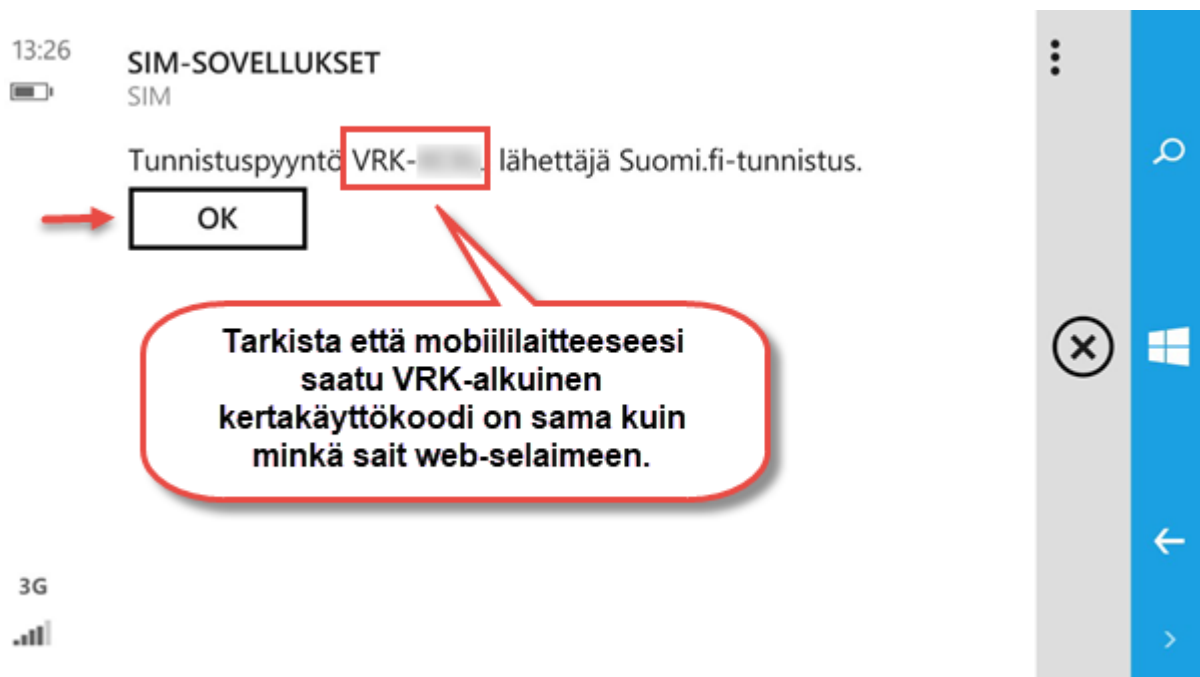 13:26
SIM-SOVELLUKSET
SIM
Tunnistuspyyntö VRK- . lähettäjä Suomi.fi-tunnistus.
OK
Tarkista että mobiililaitteeseesi
saatu VRK-alkuinen
kertakäyttökoodi on sama kuin
minkä sait web-selaimeen.
3G